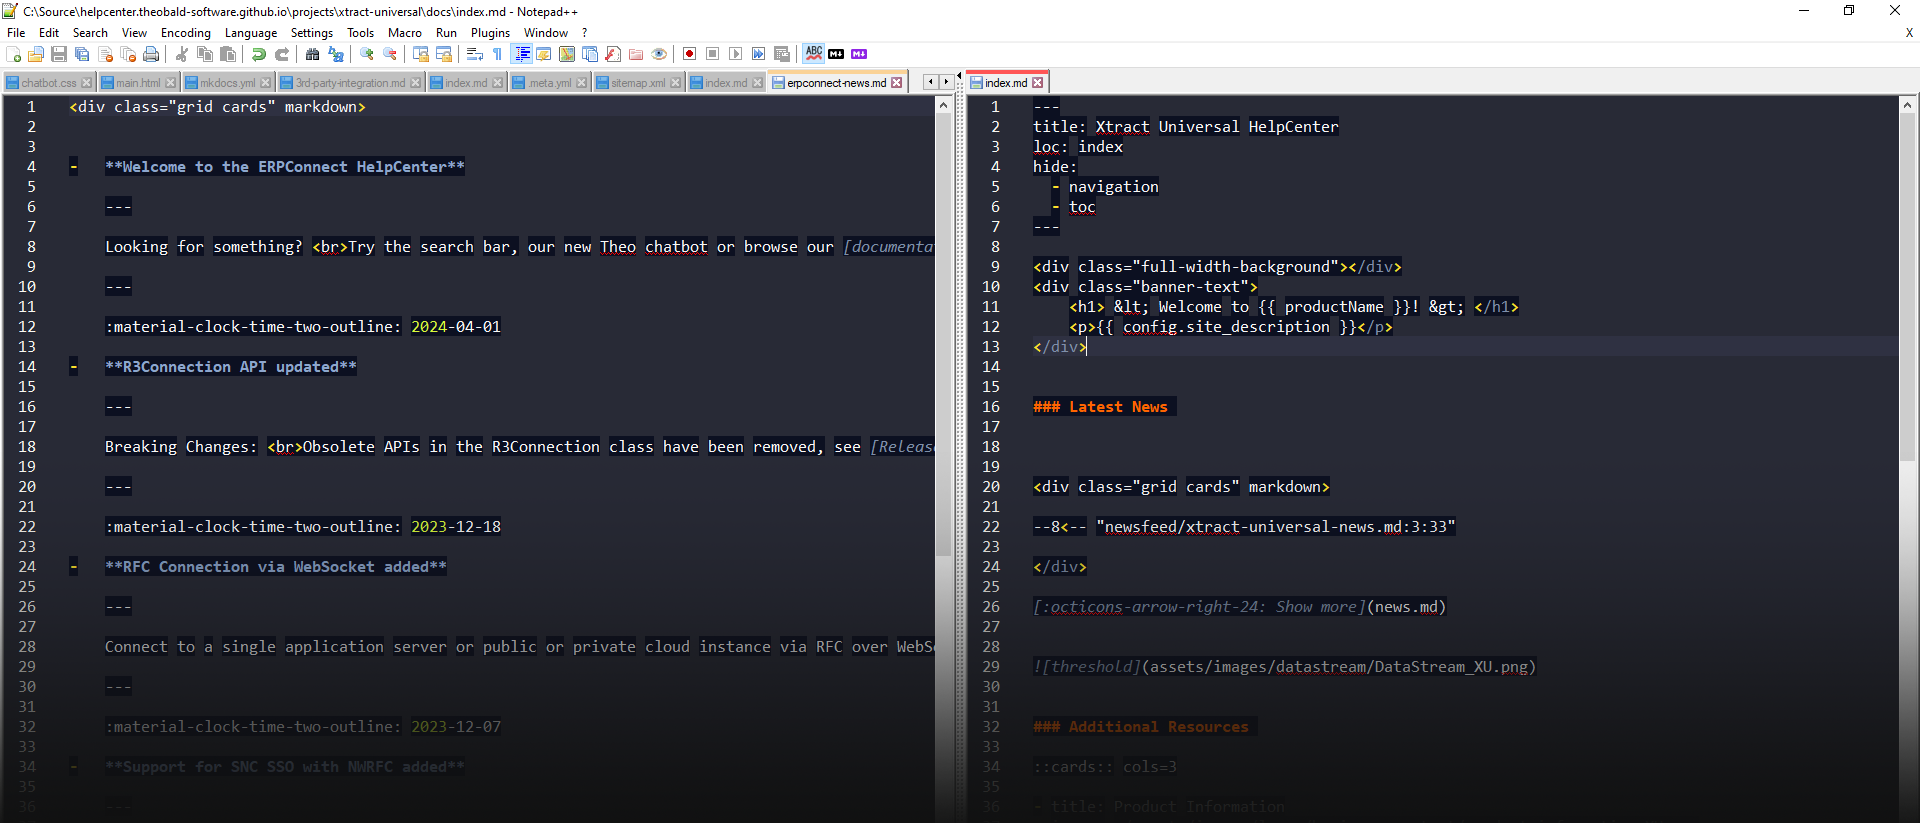 C:\Source\helpcenter.theobald-software.github.io\projects\xtract-universal\docs\index.md - Notepad++
File Edit Search View Encoding Language Settings Tools Macro Run Plugins Window ? X
chatbot.css main.html mkdocs.yml 3rd-party-integration.md index.md .meta.yml sitemap.xml index.md erpconnect-news.md
1 <div class="grid cards" markdown>
2
3
4 - **Welcome to the ERPConnect HelpCenter**
5
6 ---
7
8 Looking for something? <br>Try the search bar, our new Theo chatbot or browse our [documenta
9
10 ---
11
12 :material-clock-time-two-outline: 2024-04-01
13
14 - **R3Connection API updated**
15
16 ---
17
18 Breaking Changes: <br>Obsolete APIs in the R3Connection class have been removed, see [Releas
19
20 ---
21
22 :material-clock-time-two-outline: 2023-12-18
23
24 - **RFC Connection via WebSocket added**
25
26 ---
27
28 Connect to a single application server or public or private cloud instance via RFC over WebS
29
30 ---
31
32 :material-clock-time-two-outline: 2023-12-07
33
34 - **Support for SNC SSO with NWRFC added**
35
36 ---
index.md
1 ---
2 title: Xtract Universal HelpCenter
3 loc: index
4 hide:
5 - navigation
6 - toc
7 ---
8
9 <div class="full-width-background"></div>
10 <div class="banner-text">
11 <h1> &lt; Welcome to {{ productName }}! &gt; </h1>
12 <p>{{ config.site_description }}</p>
13 </div>
14
15
16 ### Latest News
17
18
19
20 <div class="grid cards" markdown>
21
22 --8<-- "newsfeed/xtract-universal-news.md:3:33"
23
24 </div>
25
26 [:octicons-arrow-right-24: Show more](news.md)
27
28
29 ![threshold](assets/images/datastream/DataStream_XU.png)
30
31
32 ### Additional Resources
33
34 ::cards:: cols=3
35
36 - title: Product Information